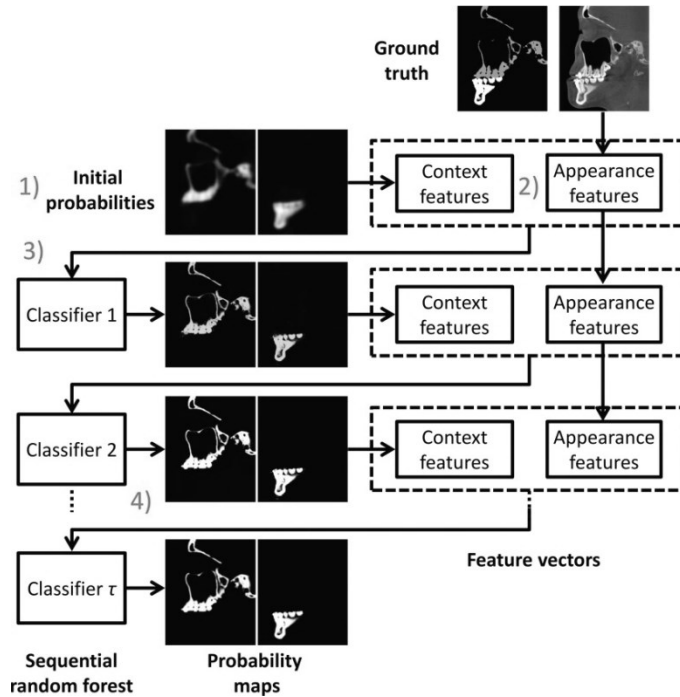 Ground
truth
1)
Initial
probabilities
Context
features
2)
Appearance
features
3)
Classifier 1
Context
features
Appearance
features
Classifier 2
Context
features
Appearance
features
4)
Classifier τ
Feature vectors
Sequential
random forest
Probability
maps